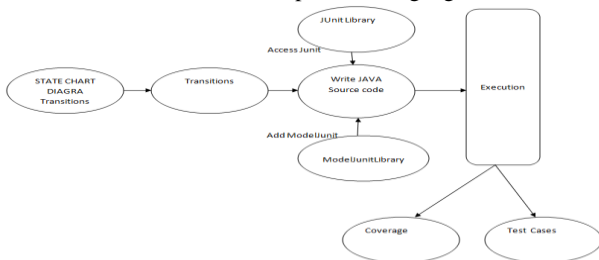 JUnit Library
Access Junit
STATE CHART
DIAGRA
Transitions
Transitions
Write JAVA
Source code
Execution
Add ModelJunit
ModelJunitLibrary
Coverage
Test Cases